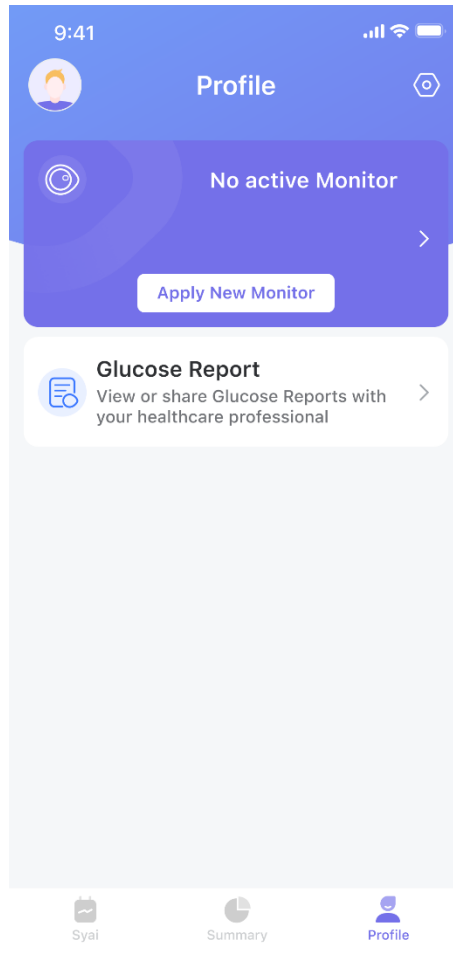 9:41
Profile
No active Monitor
Apply New Monitor
Glucose Report
View or share Glucose Reports with
your healthcare professional
Syai
Summary
Profile